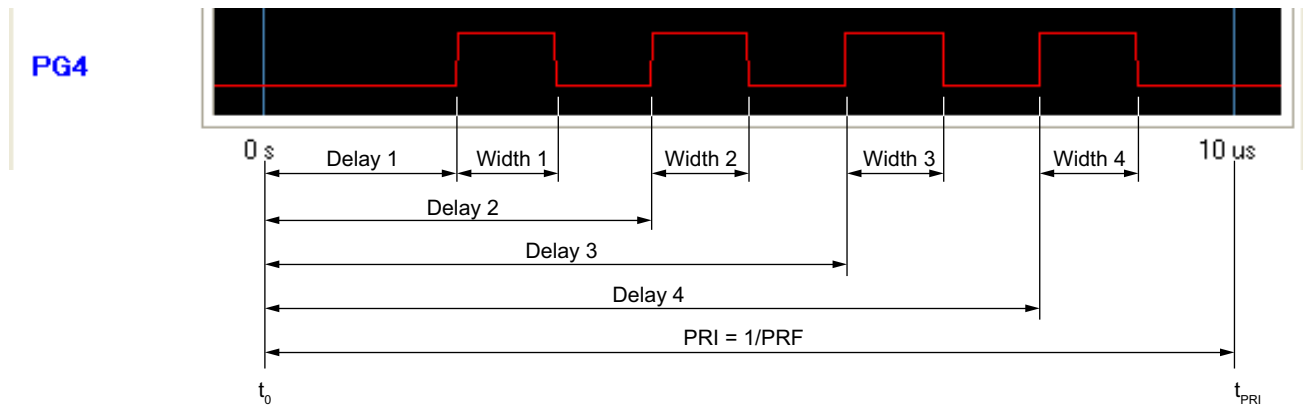 PG4
0 s
10 us
Delay 1
Width 1
Width 2
Width 3
Width 4
Delay 2
Delay 3
Delay 4
PRI = 1/PRF
t0
tPRI